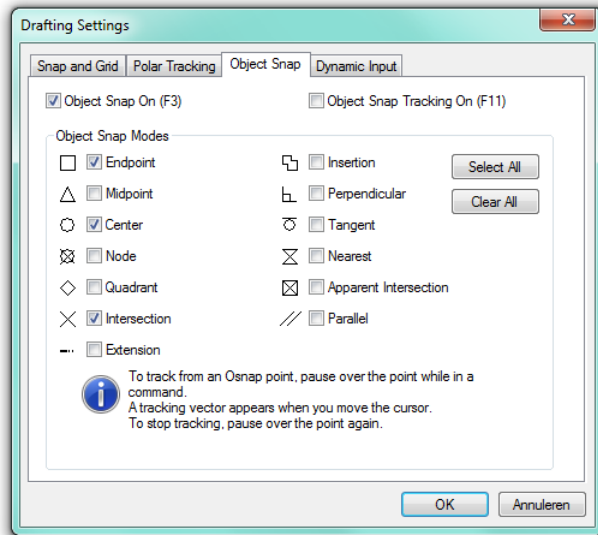 Drafting Settings
Snap and Grid Polar Tracking Object Snap Dynamic Input
Object Snap On (F3) Object Snap Tracking On (F11)
Object Snap Modes
Endpoint Insertion Select All
Midpoint Perpendicular Clear All
Center Tangent
Node Nearest
Quadrant Apparent Intersection
Intersection Parallel
Extension
To track from an Osnap point, pause over the point while in a
command.
A tracking vector appears when you move the cursor.
To stop tracking, pause over the point again.
OK Annuleren